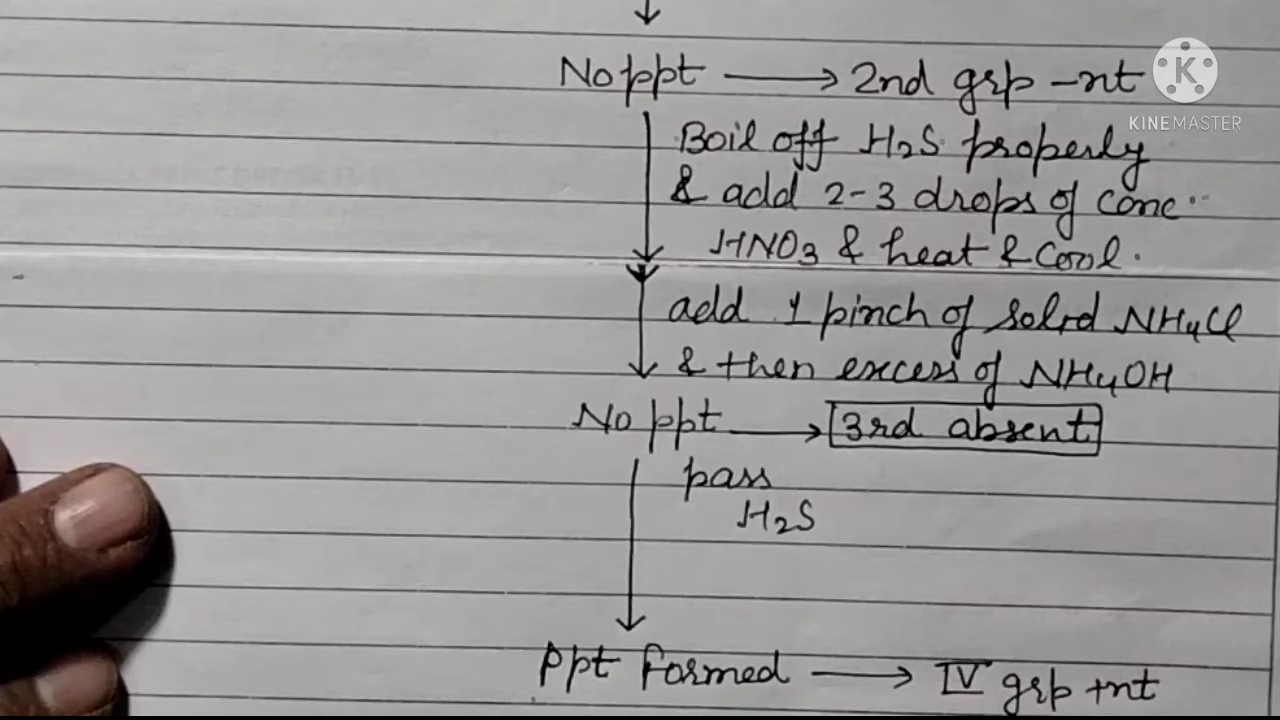 No ppt → 2nd grp -nt
KINEMASTER
Boil off H₂S properly
& add 2-3 drops of conc
HNO₃ & heat & cool.
add 1 pinch of solid NH₄Cl
& then excess of NH₄OH
No ppt → 3rd absent
pass
H₂S
ppt formed → IV grp +nt